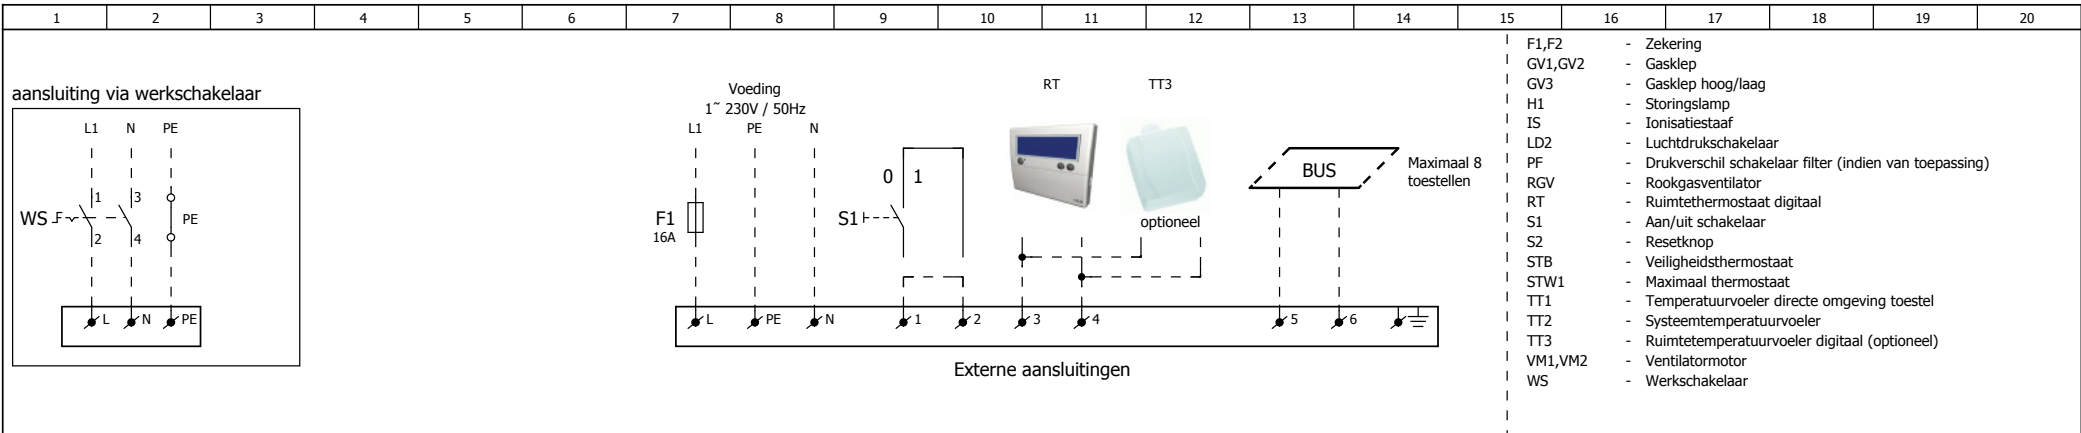 1 2 3 4 5 6 7 8 9 10 11 12 13 14 15 16 17 18 19 20
aansluiting via werkschakelaar
L1 N PE
1 3
WS PE
2 4
L N PE
Voeding
1~ 230V / 50Hz
L1 PE N
F1
16A
0 1
S1
RT TT3
optioneel
BUS
Maximaal 8
toestellen
L PE N 1 2 3 4 5 6
Externe aansluitingen
F1,F2 - Zekering
GV1,GV2 - Gasklep
GV3 - Gasklep hoog/laag
H1 - Storingslamp
IS - Ionisatiestaaf
LD2 - Luchtdrukschakelaar
PF - Drukverschil schakelaar filter (indien van toepassing)
RGV - Rookgasventilator
RT - Ruimtethermostaat digitaal
S1 - Aan/uit schakelaar
S2 - Resetknop
STB - Veiligheidsthermostaat
STW1 - Maximaal thermostaat
TT1 - Temperatuurvoeler directe omgeving toestel
TT2 - Systeemtemperatuurvoeler
TT3 - Ruimtetemperatuurvoeler digitaal (optioneel)
VM1,VM2 - Ventilatormotor
WS - Werkschakelaar